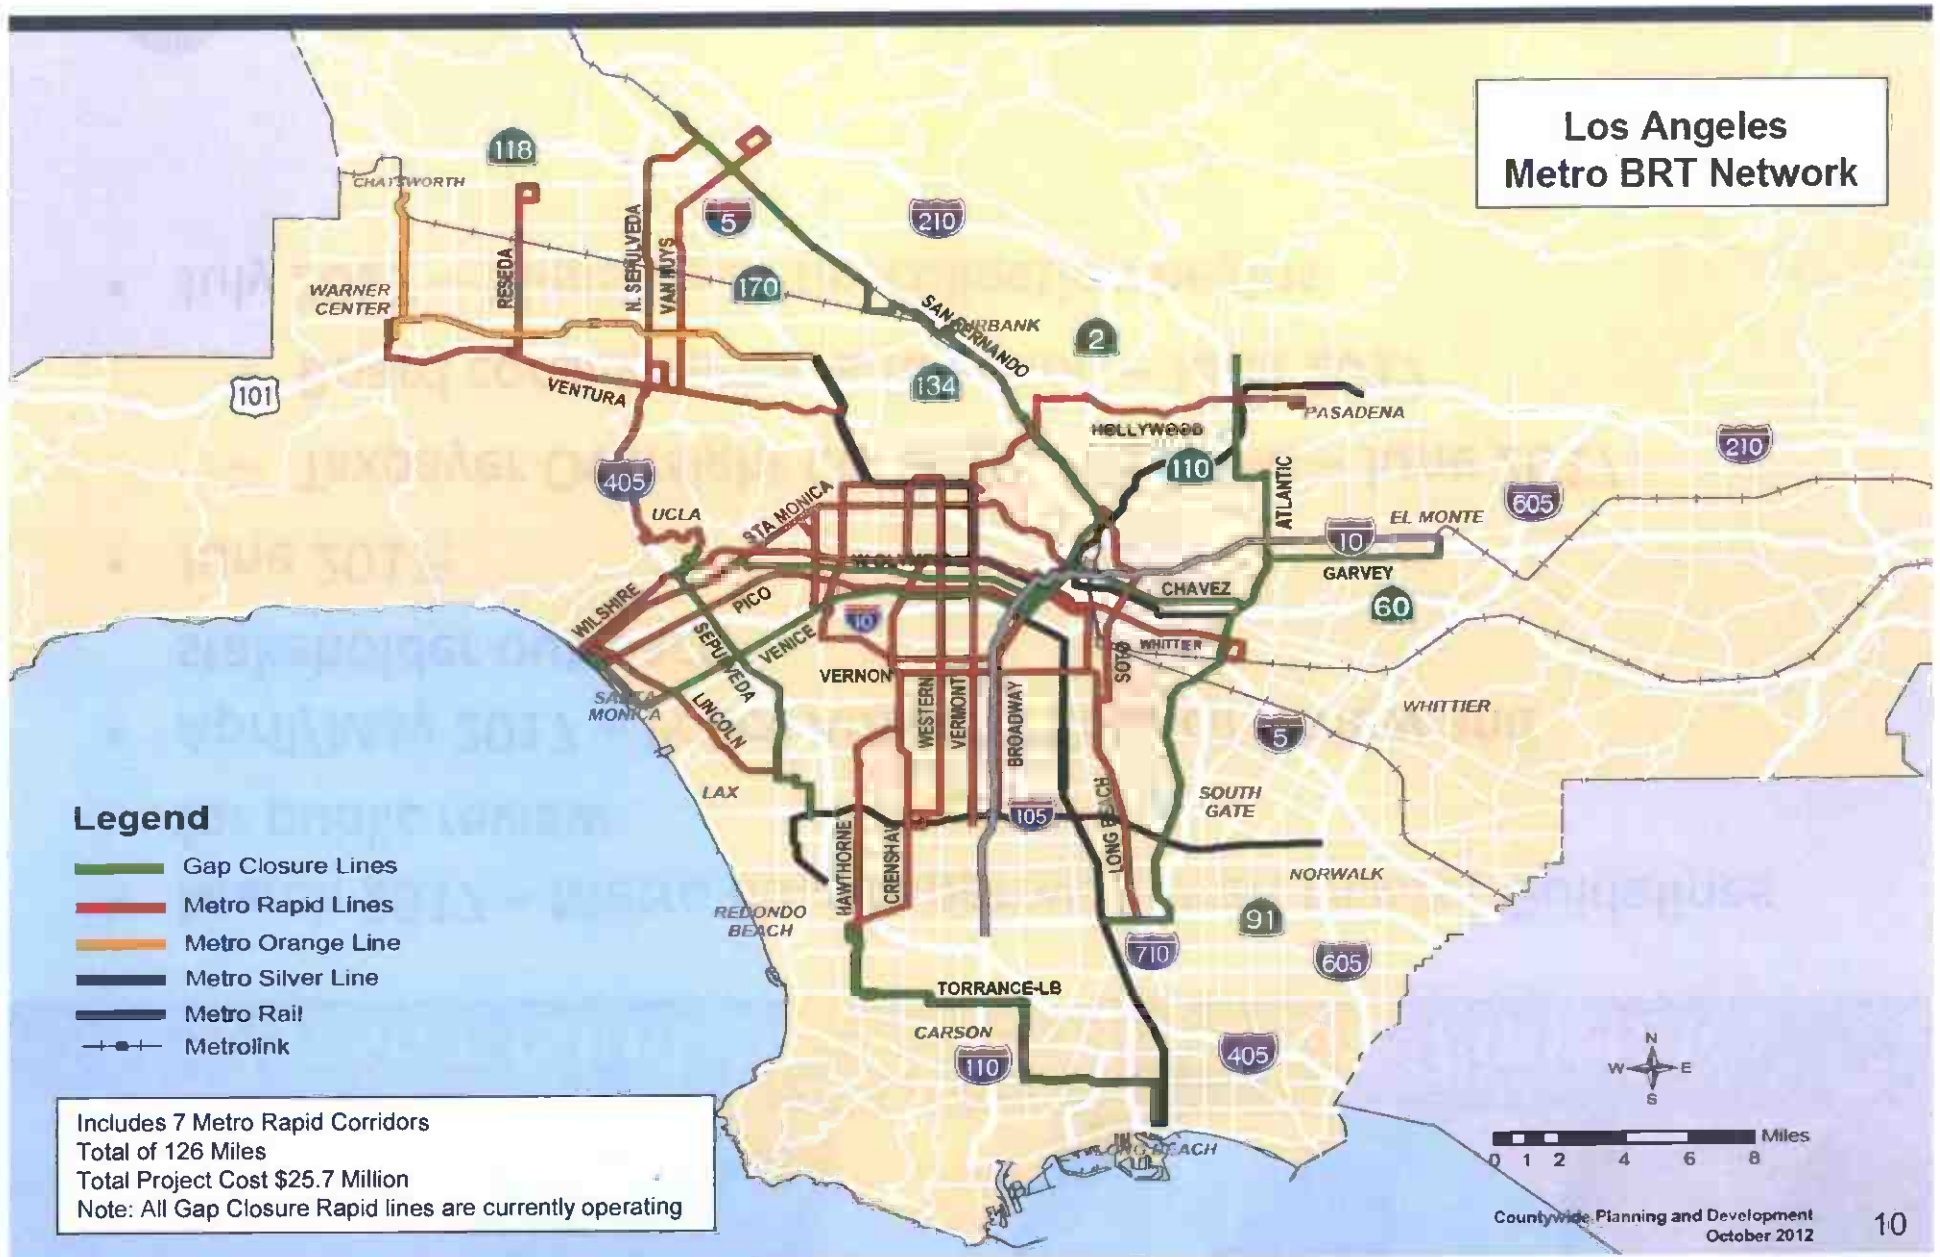 Los Angeles
Metro BRT Network
118
CHATSWORTH
5
210
N. SEPULVEDA
VAN NUYS
RESEDA
170
WARNER
CENTER
SAN FERNANDO
BURBANK
2
134
101
VENTURA
PASADENA
HOLLYWOOD
210
110
405
ATLANTIC
605
STA MONICA
UCLA
EL MONTE
10
GARVEY
CHAVEZ
60
WILSHIRE
PICO
10
SEPULVEDA
VENICE
WHITTIER
SOTO
VERNON
SANTA
MONICA
LINCOLN
WESTERN
VERMONT
BROADWAY
WHITTIER
5
LAX
SOUTH
GATE
105
LONG BEACH
HAWTHORNE
CRENSHAW
NORWALK
REDONDO
BEACH
91
710
605
TORRANCE-LB
CARSON
110
405
LONG BEACH
Legend
Gap Closure Lines
Metro Rapid Lines
Metro Orange Line
Metro Silver Line
Metro Rail
Metrolink
Includes 7 Metro Rapid Corridors
Total of 126 Miles
Total Project Cost $25.7 Million
Note: All Gap Closure Rapid lines are currently operating
N
W E
S
Miles
0 1 2 4 6 8
Countywide Planning and Development
October 2012
10